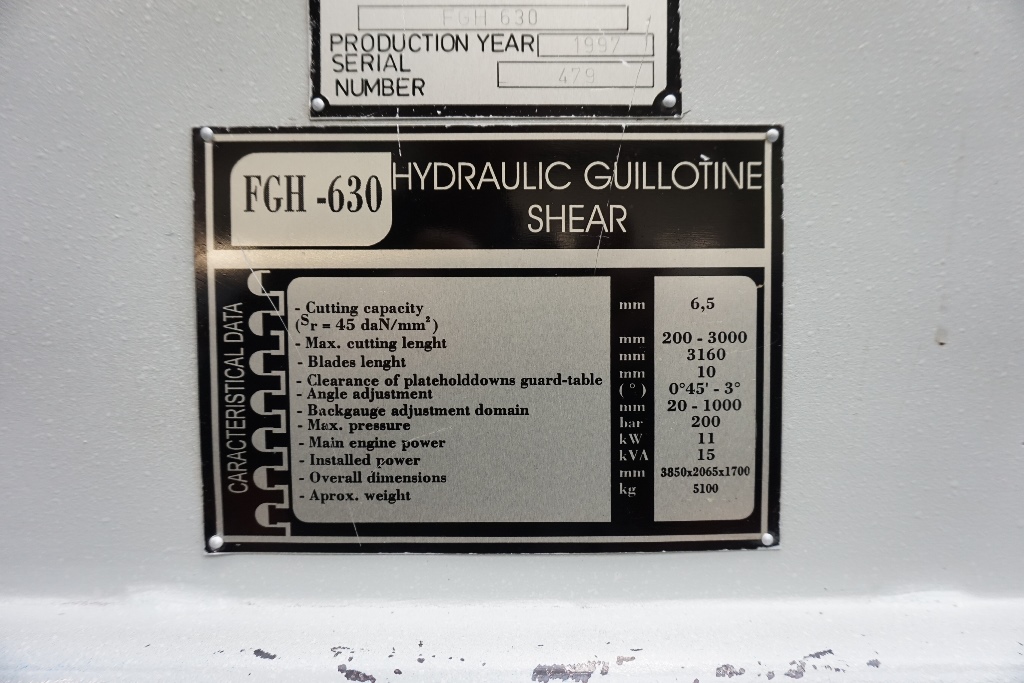 FGH 630
PRODUCTION YEAR 1997
SERIAL
NUMBER 479
FGH -630
HYDRAULIC GUILLOTINE
SHEAR
CARACTERISTICAL DATA
- Cutting capacity mm 6,5
(Sr = 45 daN/mm²)
- Max. cutting lenght mm 200 - 3000
- Blades lenght mm 3160
- Clearance of plateholddowns guard-table mm 10
- Angle adjustment (°) 0°45' - 3°
- Backgauge adjustment domain mm 20 - 1000
- Max. pressure bar 200
- Main engine power kW 11
- Installed power kVA 15
- Overall dimensions mm 3850x2065x1700
- Aprox. weight kg 5100